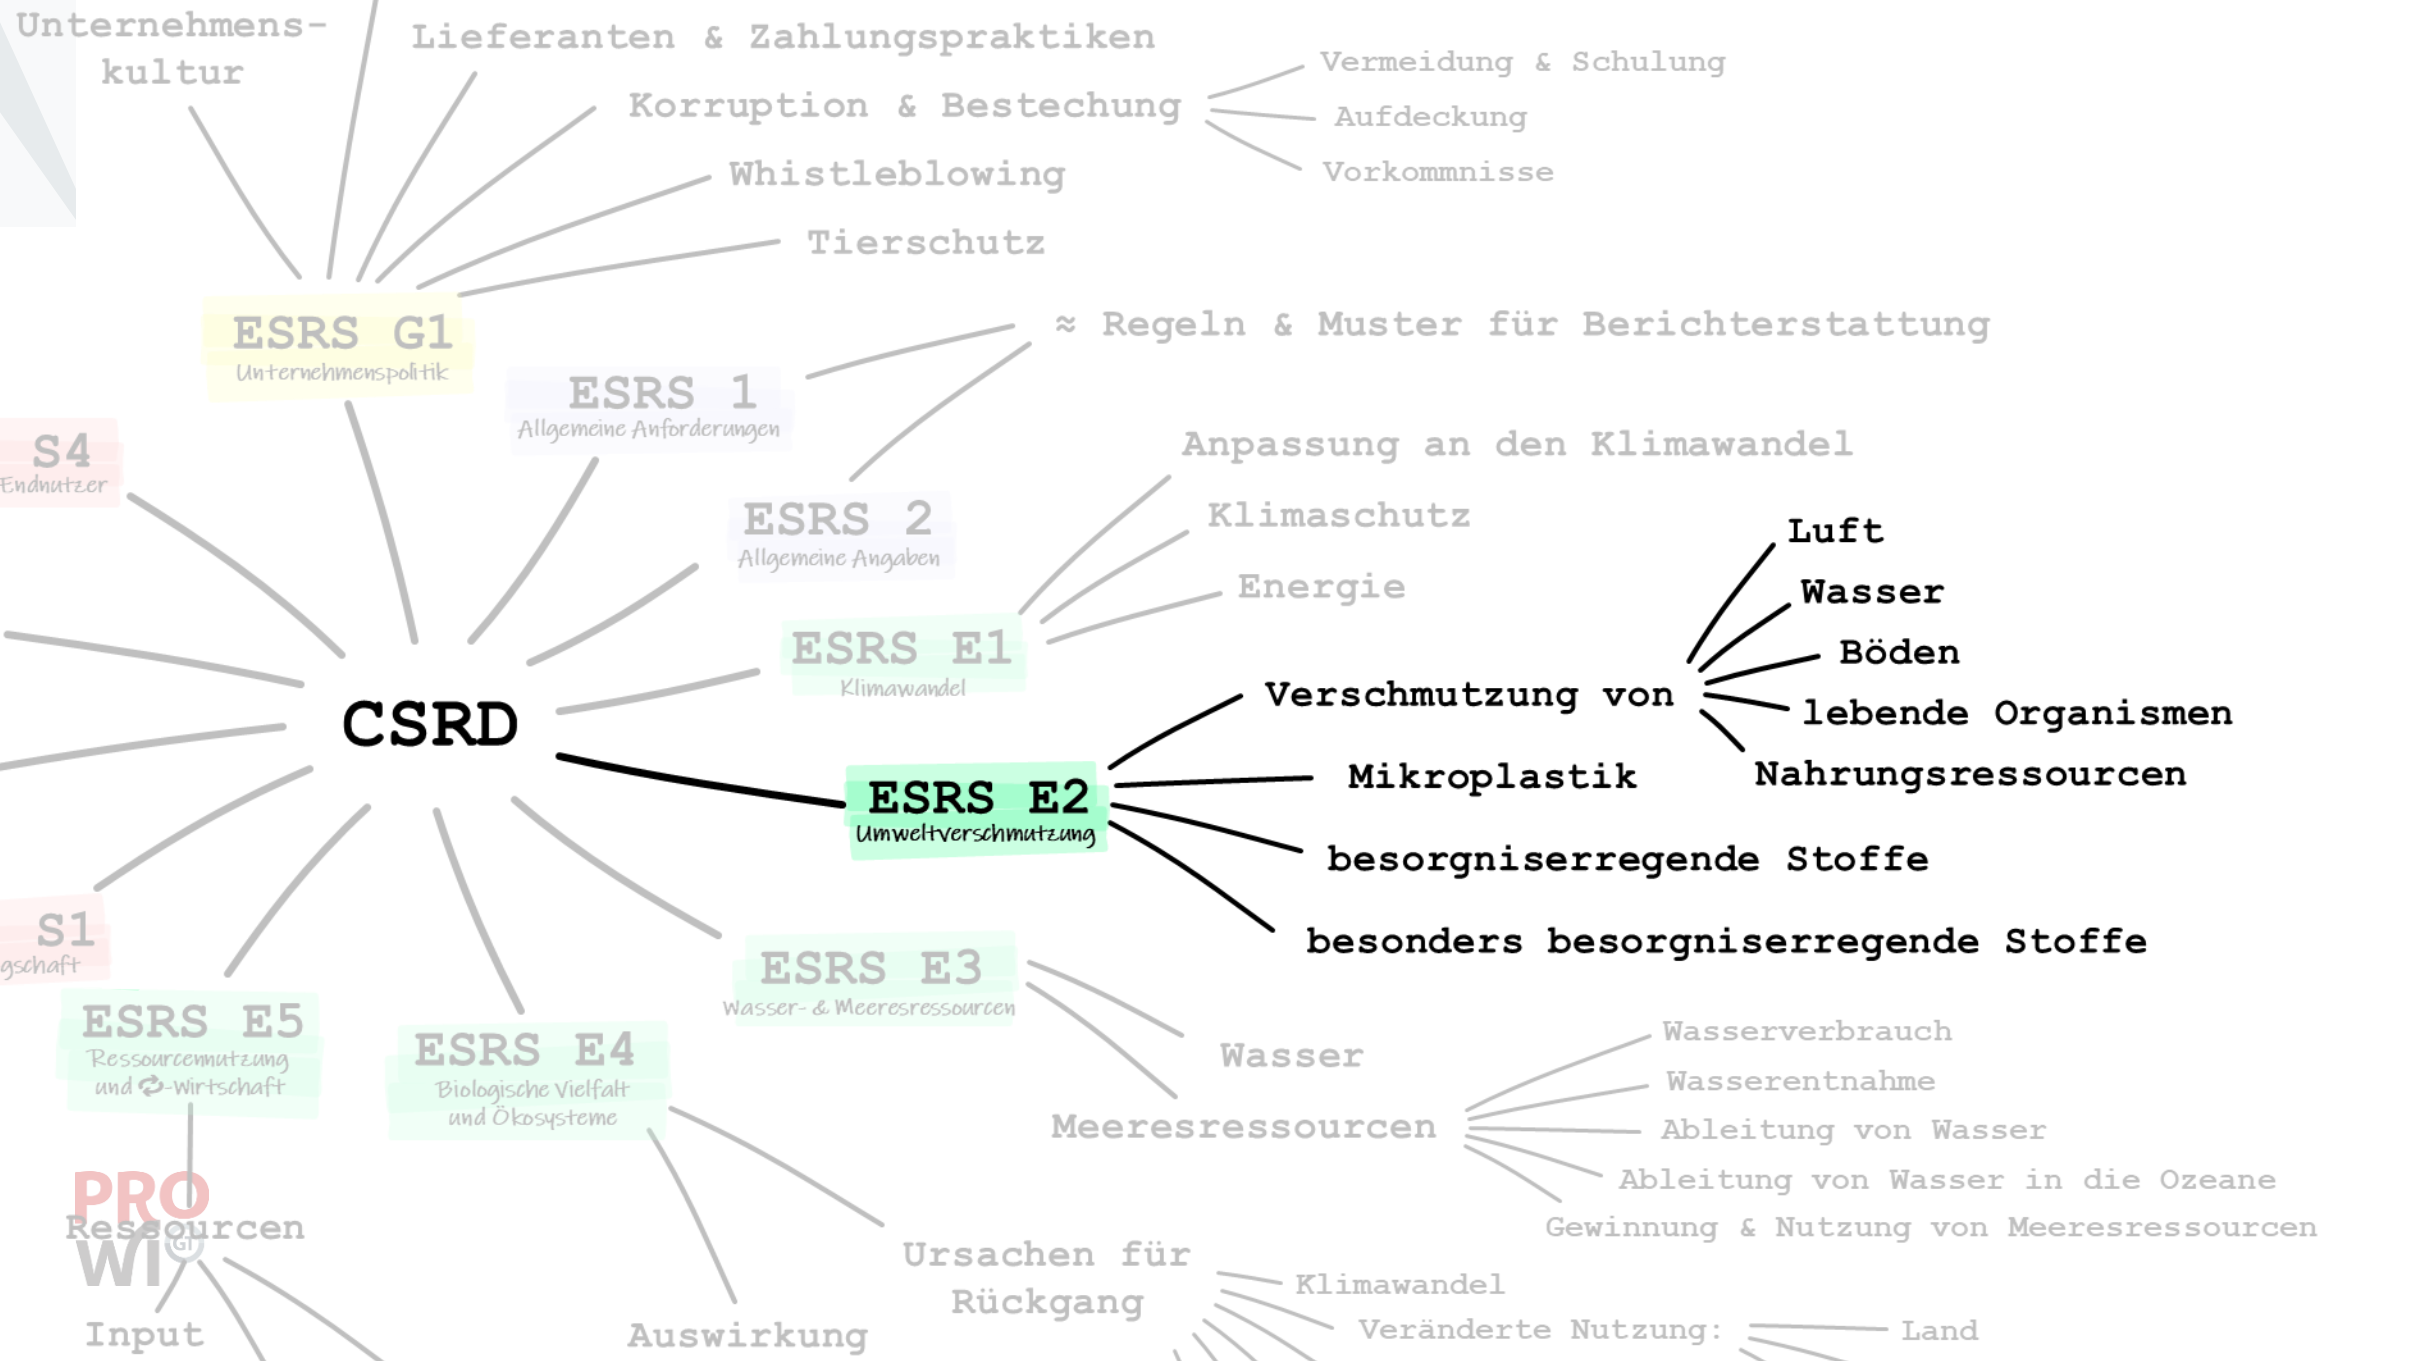 Unternehmens-
kultur
Lieferanten & Zahlungspraktiken
Korruption & Bestechung
Vermeidung & Schulung
Aufdeckung
Vorkommnisse
Whistleblowing
Tierschutz
ESRS G1
Unternehmenspolitik
ESRS 1
Allgemeine Anforderungen
≈ Regeln & Muster für Berichterstattung
S4
Endnutzer
ESRS 2
Allgemeine Angaben
Anpassung an den Klimawandel
Klimaschutz
Energie
ESRS E1
Klimawandel
CSRD
ESRS E2
Umweltverschmutzung
Verschmutzung von
Luft
Wasser
Böden
lebende Organismen
Nahrungsressourcen
Mikroplastik
besorgniserregende Stoffe
besonders besorgniserregende Stoffe
S1
gschaft
ESRS E3
Wasser- & Meeresressourcen
Wasser
Meeresressourcen
Wasserverbrauch
Wasserentnahme
Ableitung von Wasser
Ableitung von Wasser in die Ozeane
Gewinnung & Nutzung von Meeresressourcen
ESRS E5
Ressourcennutzung
und -Wirtschaft
ESRS E4
Biologische Vielfalt
und Ökosysteme
PRO
Ressourcen
WI GT
Input
Auswirkung
Ursachen für
Rückgang
Klimawandel
Veränderte Nutzung:
Land